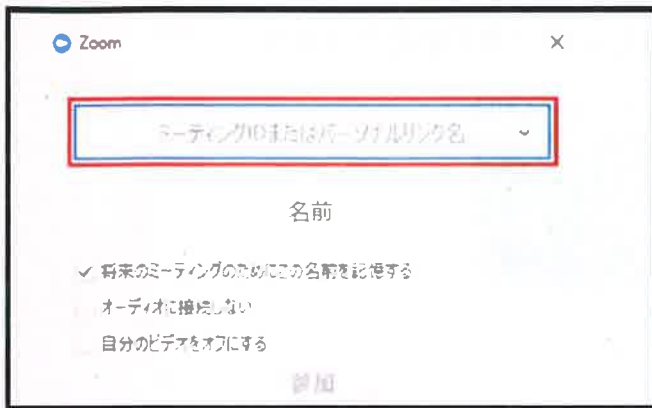 Zoom
ミーティングIDまたはパーソナルリンク名
名前
将来のミーティングのためにこの名前を記憶する
オーディオに接続しない
自分のビデオをオフにする
参加